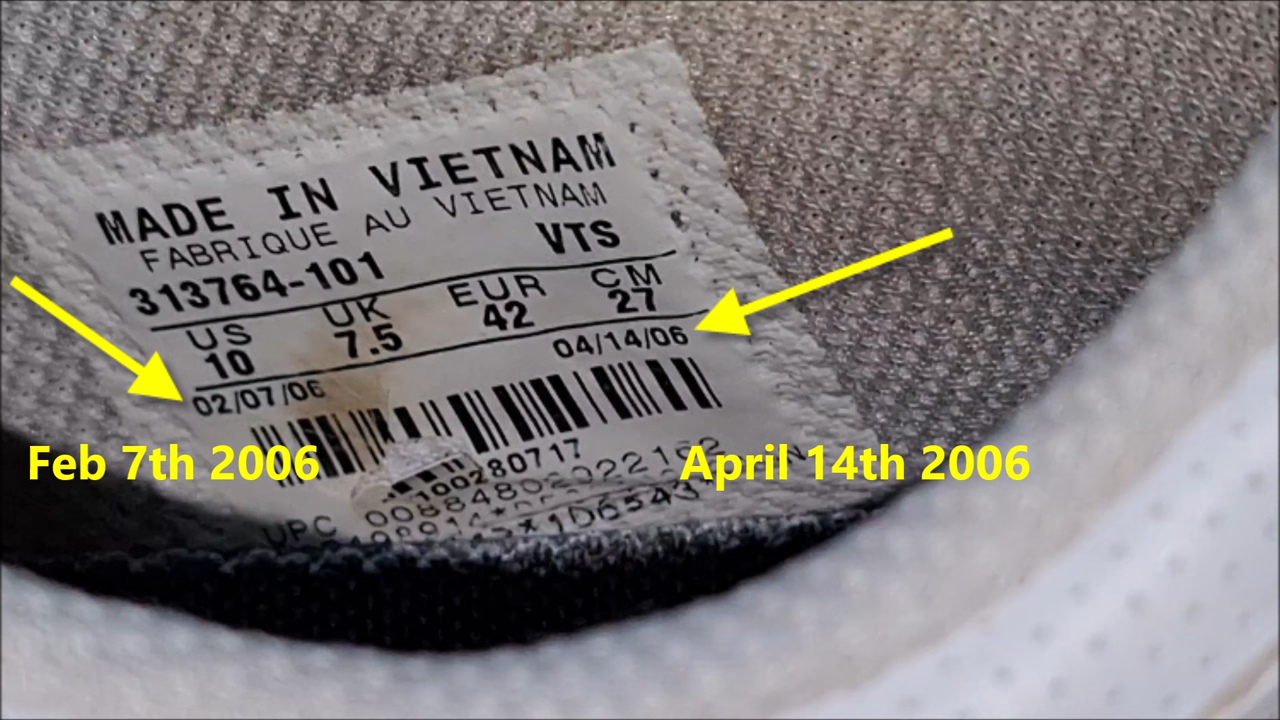 MADE IN VIETNAM
FABRIQUE AU VIETNAM
313764-101 VTS
US UK EUR CM
10 7.5 42 27
02/07/06 04/14/06
Feb 7th 2006
April 14th 2006
UPC